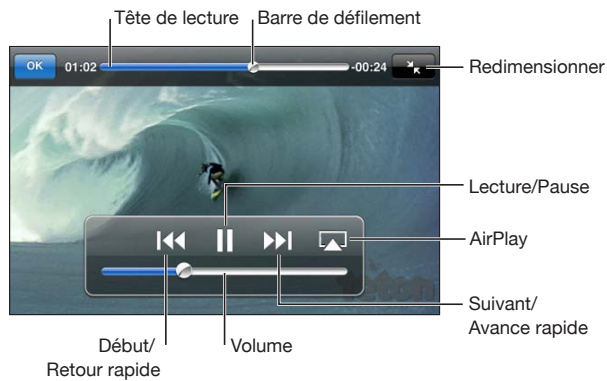 Tête de lecture
Barre de défilement
OK
01:02
-00:24
Redimensionner
Lecture/Pause
AirPlay
Suivant/
Avance rapide
Début/
Retour rapide
Volume